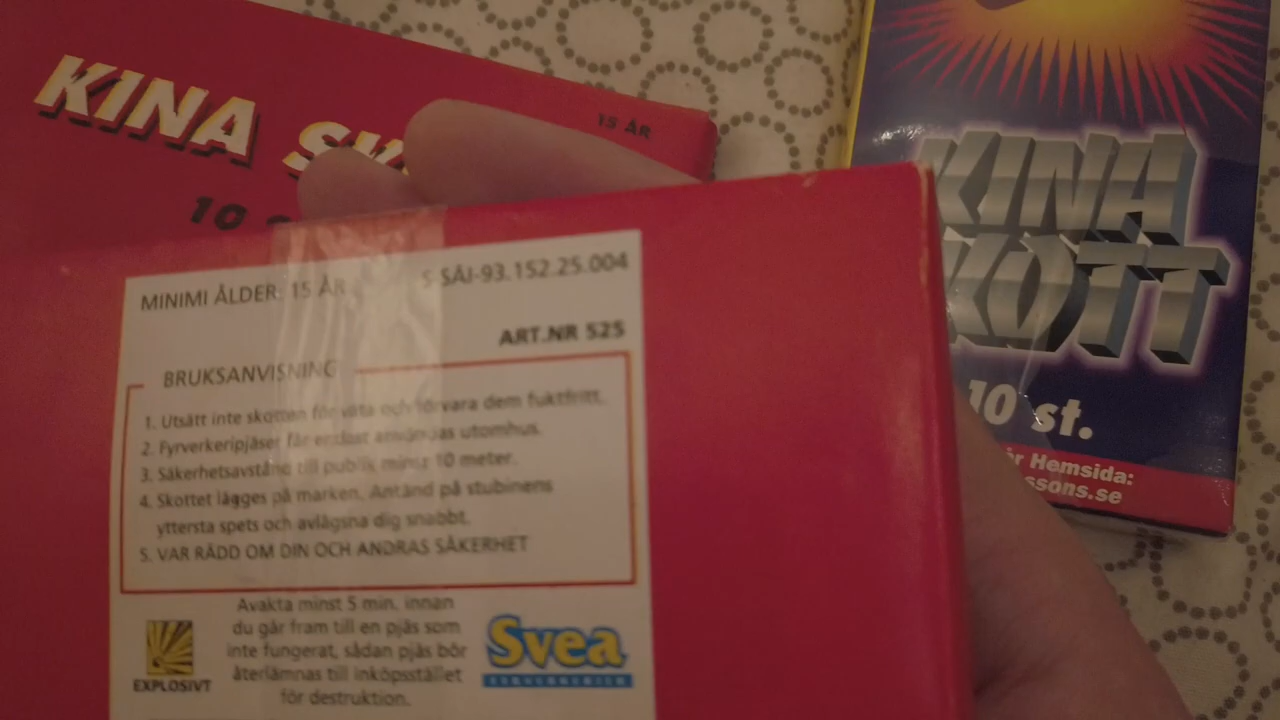 KINA
10
15 ÅR
KINA
SKOTT
10 st.
Hemsida:
ssons.se
MINIMI ÅLDER: 15 ÅR
S SÄI-93.152.25.004
ART.NR 525
BRUKSANVISNING
1. Utsätt inte skotten för väta och förvara dem fuktfritt.
2. Fyrverkeripjäser får endast användas utomhus.
3. Säkerhetsavstånd till publik minst 10 meter.
4. Skottet lägges på marken. Antänd på stubinens
yttersta spets och avlägsna dig snabbt.
5. VAR RÄDD OM DIN OCH ANDRAS SÄKERHET
Avakta minst 5 min. innan
du går fram till en pjäs som
inte fungerat, sådan pjäs bör
återlämnas till inköpsstället
för destruktion.
EXPLOSIVT
Svea
FYRVERKERIER